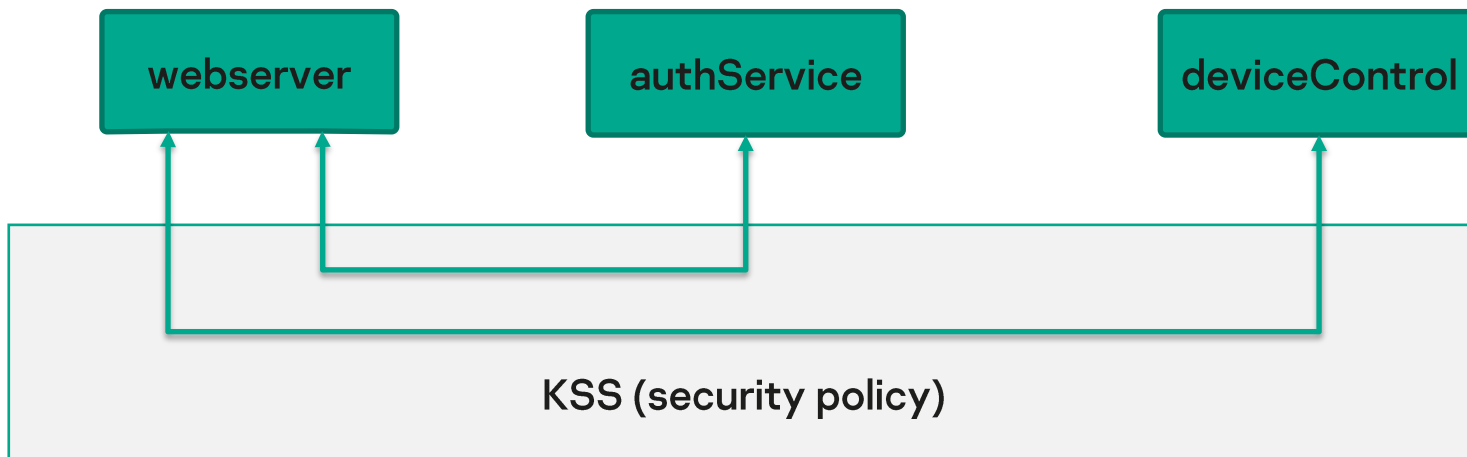 webserver
authService
deviceControl
KSS (security policy)